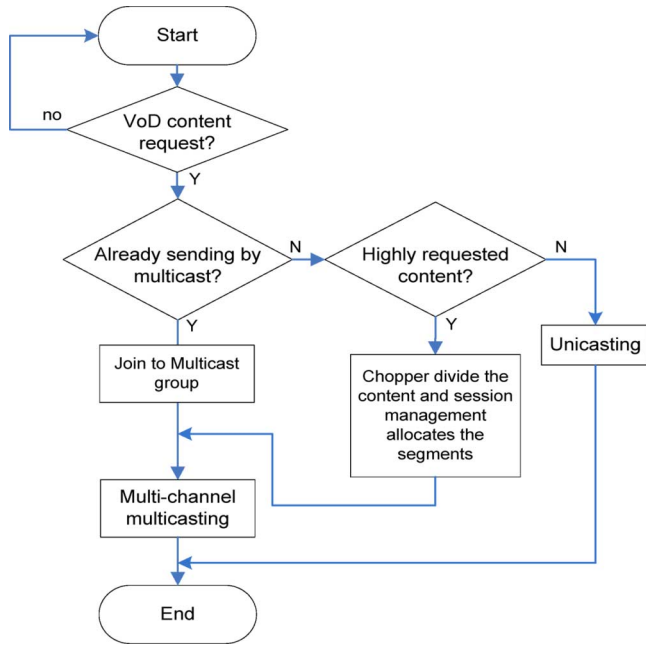 Start
no
VoD content
request?
Y
Already sending by
multicast?
N
Highly requested
content?
N
Y
Y
Join to Multicast
group
Chopper divide the
content and session
management
allocates the
segments
Unicasting
Multi-channel
multicasting
End